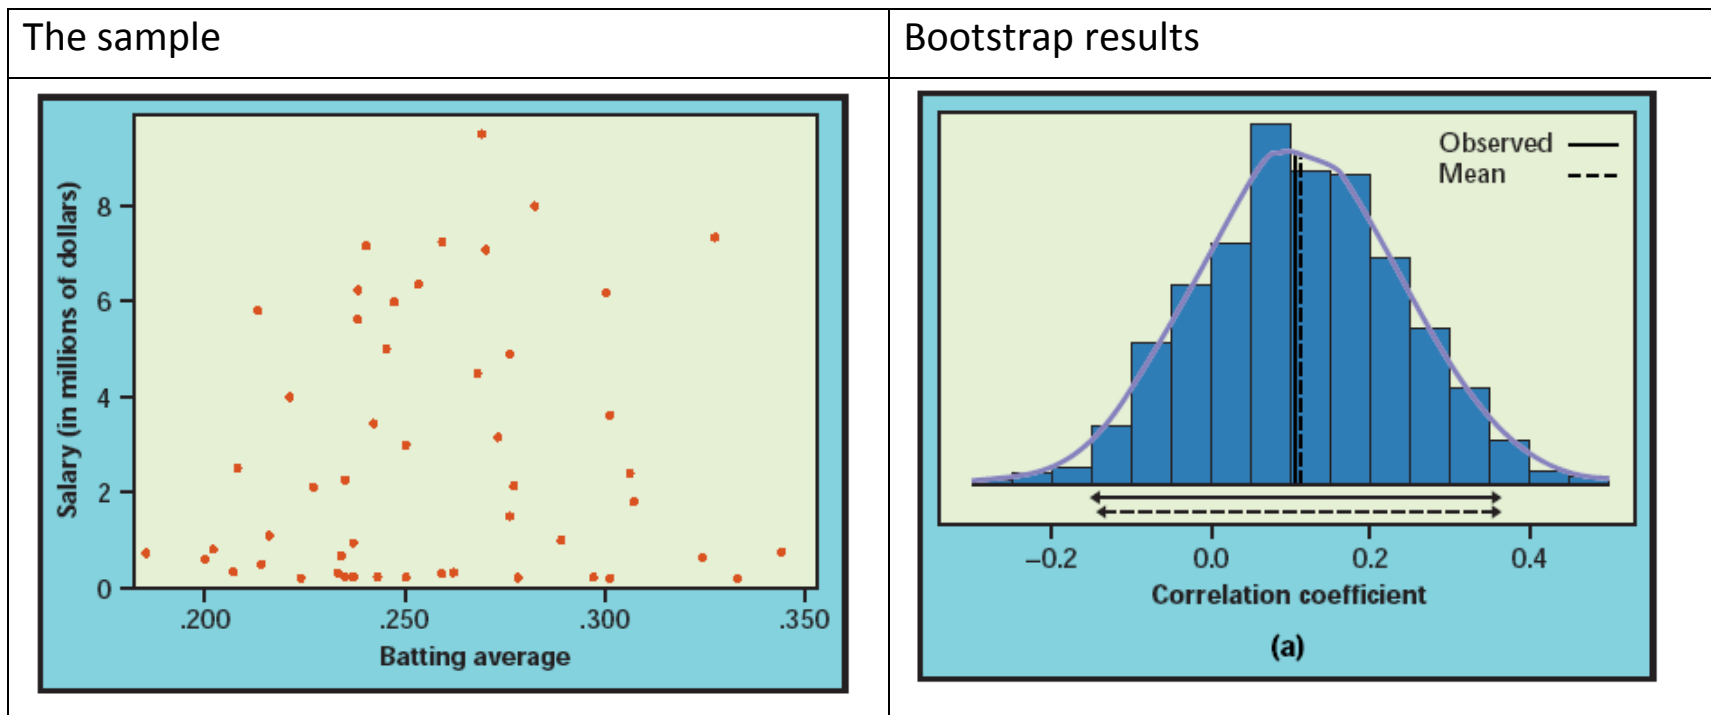 The sample
Bootstrap results
Salary (in millions of dollars)
8
6
4
2
0
.200 .250 .300 .350
Batting average
Observed
Mean
−0.2 0.0 0.2 0.4
Correlation coefficient
(a)